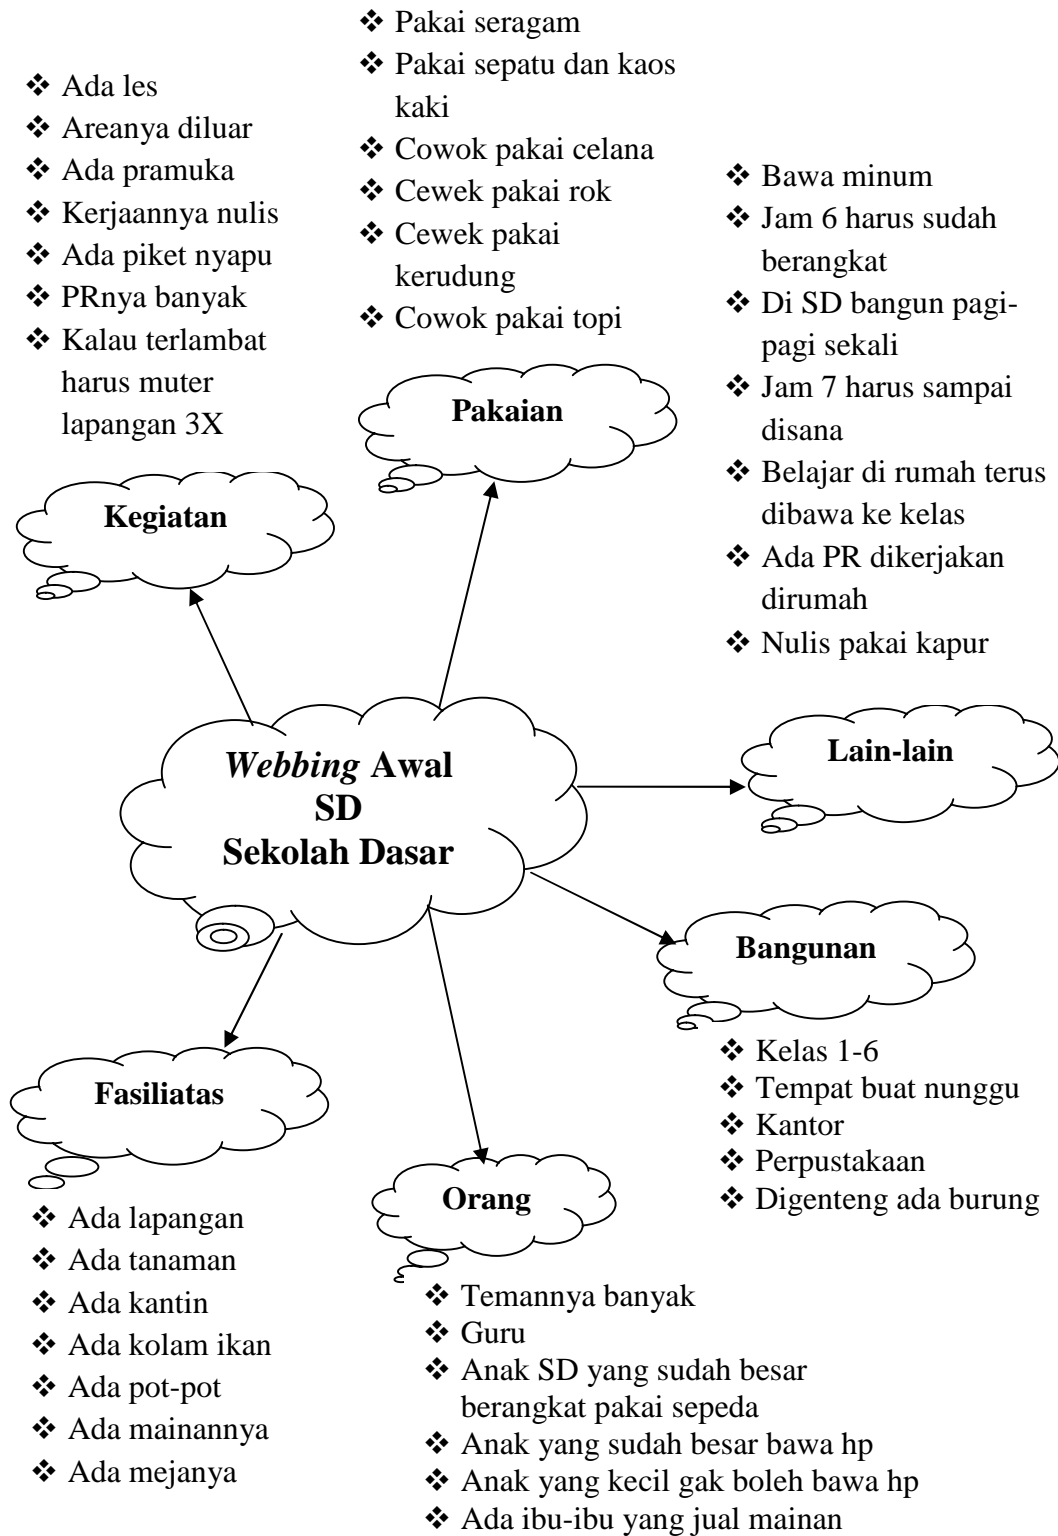 ❖ Pakai seragam
❖ Pakai sepatu dan kaos
kaki
❖ Cowok pakai celana
❖ Cewek pakai rok
❖ Cewek pakai
kerudung
❖ Cowok pakai topi
Pakaian
❖ Ada les
❖ Areanya diluar
❖ Ada pramuka
❖ Kerjaannya nulis
❖ Ada piket nyapu
❖ PRnya banyak
❖ Kalau terlambat
harus muter
lapangan 3X
Kegiatan
❖ Bawa minum
❖ Jam 6 harus sudah
berangkat
❖ Di SD bangun pagi-
pagi sekali
❖ Jam 7 harus sampai
disana
❖ Belajar di rumah terus
dibawa ke kelas
❖ Ada PR dikerjakan
dirumah
❖ Nulis pakai kapur
Lain-lain
Webbing Awal
SD
Sekolah Dasar
Bangunan
❖ Kelas 1-6
❖ Tempat buat nunggu
❖ Kantor
❖ Perpustakaan
❖ Digenteng ada burung
Fasiliatas
❖ Ada lapangan
❖ Ada tanaman
❖ Ada kantin
❖ Ada kolam ikan
❖ Ada pot-pot
❖ Ada mainannya
❖ Ada mejanya
Orang
❖ Temannya banyak
❖ Guru
❖ Anak SD yang sudah besar
berangkat pakai sepeda
❖ Anak yang sudah besar bawa hp
❖ Anak yang kecil gak boleh bawa hp
❖ Ada ibu-ibu yang jual mainan